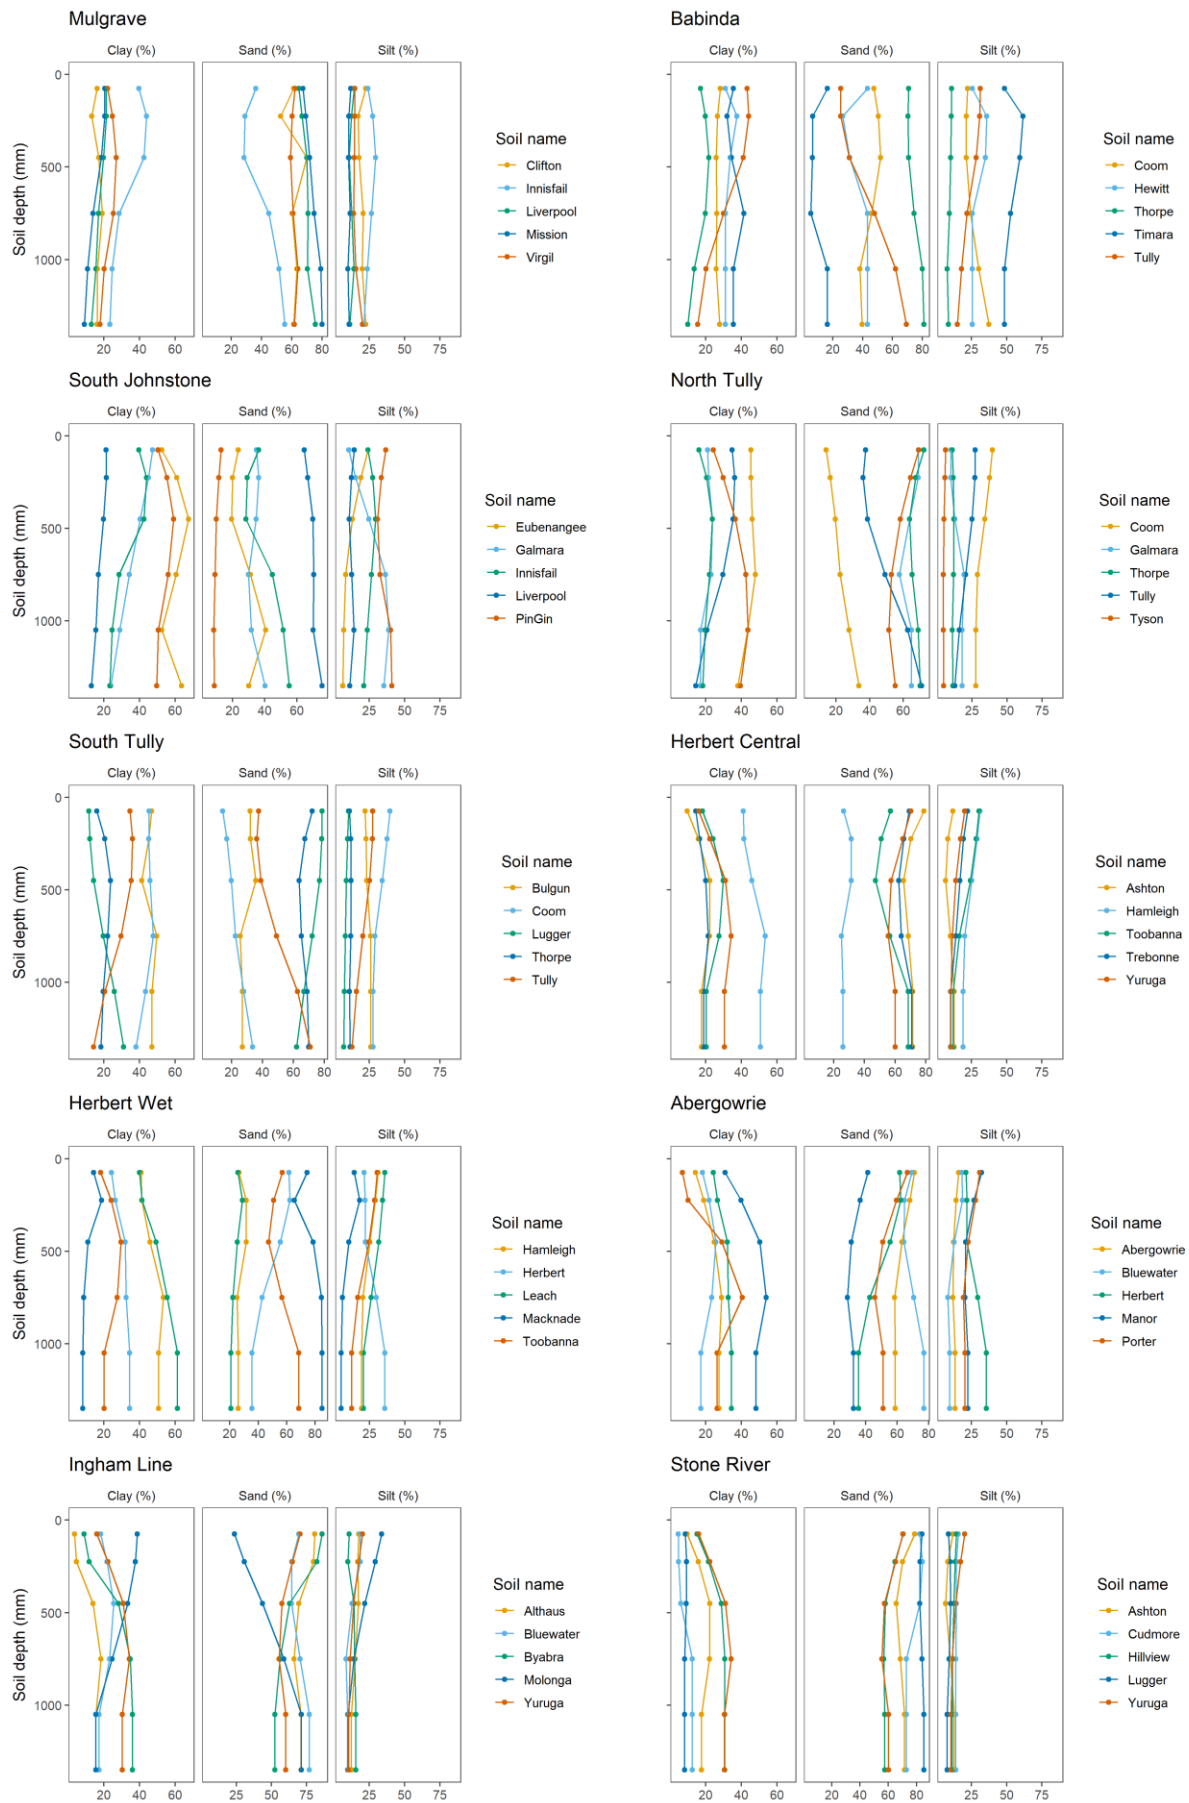 Mulgrave
Clay (%) Sand (%) Silt (%)
0
500
1000
Soil depth (mm)
20 40 60 20 40 60 80 25 50 75
Soil name
Clifton
Innisfail
Liverpool
Mission
Virgil
Babinda
Clay (%) Sand (%) Silt (%)
20 40 60 20 40 60 80 25 50 75
Soil name
Coom
Hewitt
Thorpe
Timara
Tully
South Johnstone
Clay (%) Sand (%) Silt (%)
0
500
1000
Soil depth (mm)
20 40 60 20 40 60 25 50 75
Soil name
Eubenangee
Galmara
Innisfail
Liverpool
PinGin
North Tully
Clay (%) Sand (%) Silt (%)
20 40 60 20 40 60 25 50 75
Soil name
Coom
Galmara
Thorpe
Tully
Tyson
South Tully
Clay (%) Sand (%) Silt (%)
0
500
1000
Soil depth (mm)
20 40 60 20 40 60 80 25 50 75
Soil name
Bulgun
Coom
Lugger
Thorpe
Tully
Herbert Central
Clay (%) Sand (%) Silt (%)
20 40 60 20 40 60 80 25 50 75
Soil name
Ashton
Hamleigh
Toobanna
Trebonne
Yuruga
Herbert Wet
Clay (%) Sand (%) Silt (%)
0
500
1000
Soil depth (mm)
20 40 60 20 40 60 80 25 50 75
Soil name
Hamleigh
Herbert
Leach
Macknade
Toobanna
Abergowrie
Clay (%) Sand (%) Silt (%)
20 40 60 20 40 60 80 25 50 75
Soil name
Abergowrie
Bluewater
Herbert
Manor
Porter
Ingham Line
Clay (%) Sand (%) Silt (%)
0
500
1000
Soil depth (mm)
20 40 60 25 50 75 25 50 75
Soil name
Althaus
Bluewater
Byabra
Molonga
Yuruga
Stone River
Clay (%) Sand (%) Silt (%)
20 40 60 20 40 60 80 25 50 75
Soil name
Ashton
Cudmore
Hillview
Lugger
Yuruga